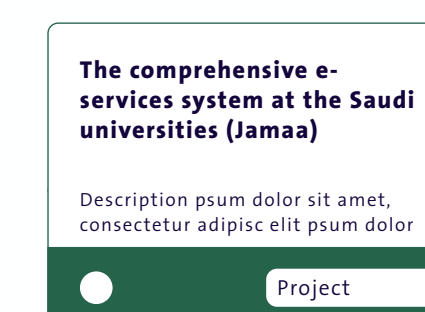 The comprehensive e-
services system at the Saudi
universities (Jamaa)
Description psum dolor sit amet,
consectetur adipisc elit psum dolor
Project